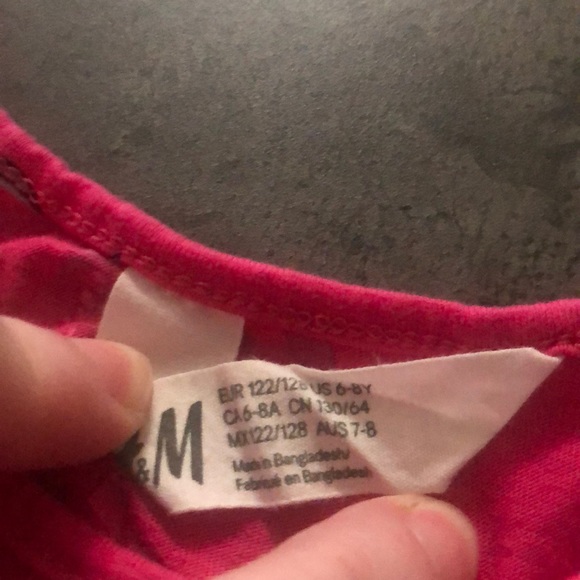 &M
EUR 122/128 US 6-8Y
CA 6-8A CN 130/64
MX 122/128 AUS 7-8
Made in Bangladesh/
Fabriqué en Bangladesh